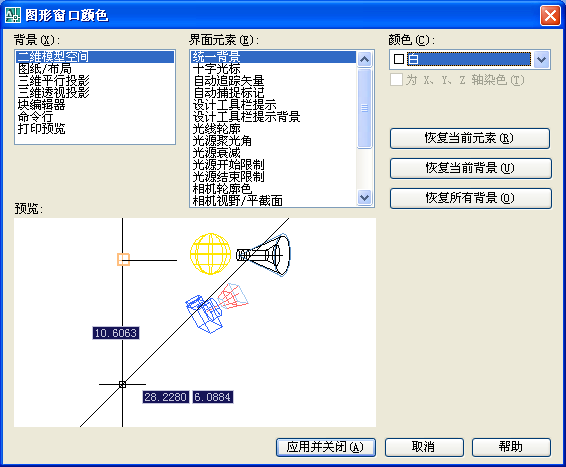 图形窗口颜色
背景(X):
二维模型空间
图纸/布局
三维平行投影
三维透视投影
块编辑器
命令行
打印预览
界面元素(E):
统一背景
十字光标
自动追踪矢量
自动捕捉标记
设计工具栏提示
设计工具栏提示背景
光线轮廓
光源聚光角
光源衰减
光源开始限制
光源结束限制
相机轮廓色
相机视野/平截面
颜色(C):
白
为 X、Y、Z 轴染色(T)
恢复当前元素(R)
恢复当前背景(U)
恢复所有背景(O)
预览:
10.6063
28.2280 6.0884
应用并关闭(A)
取消
帮助